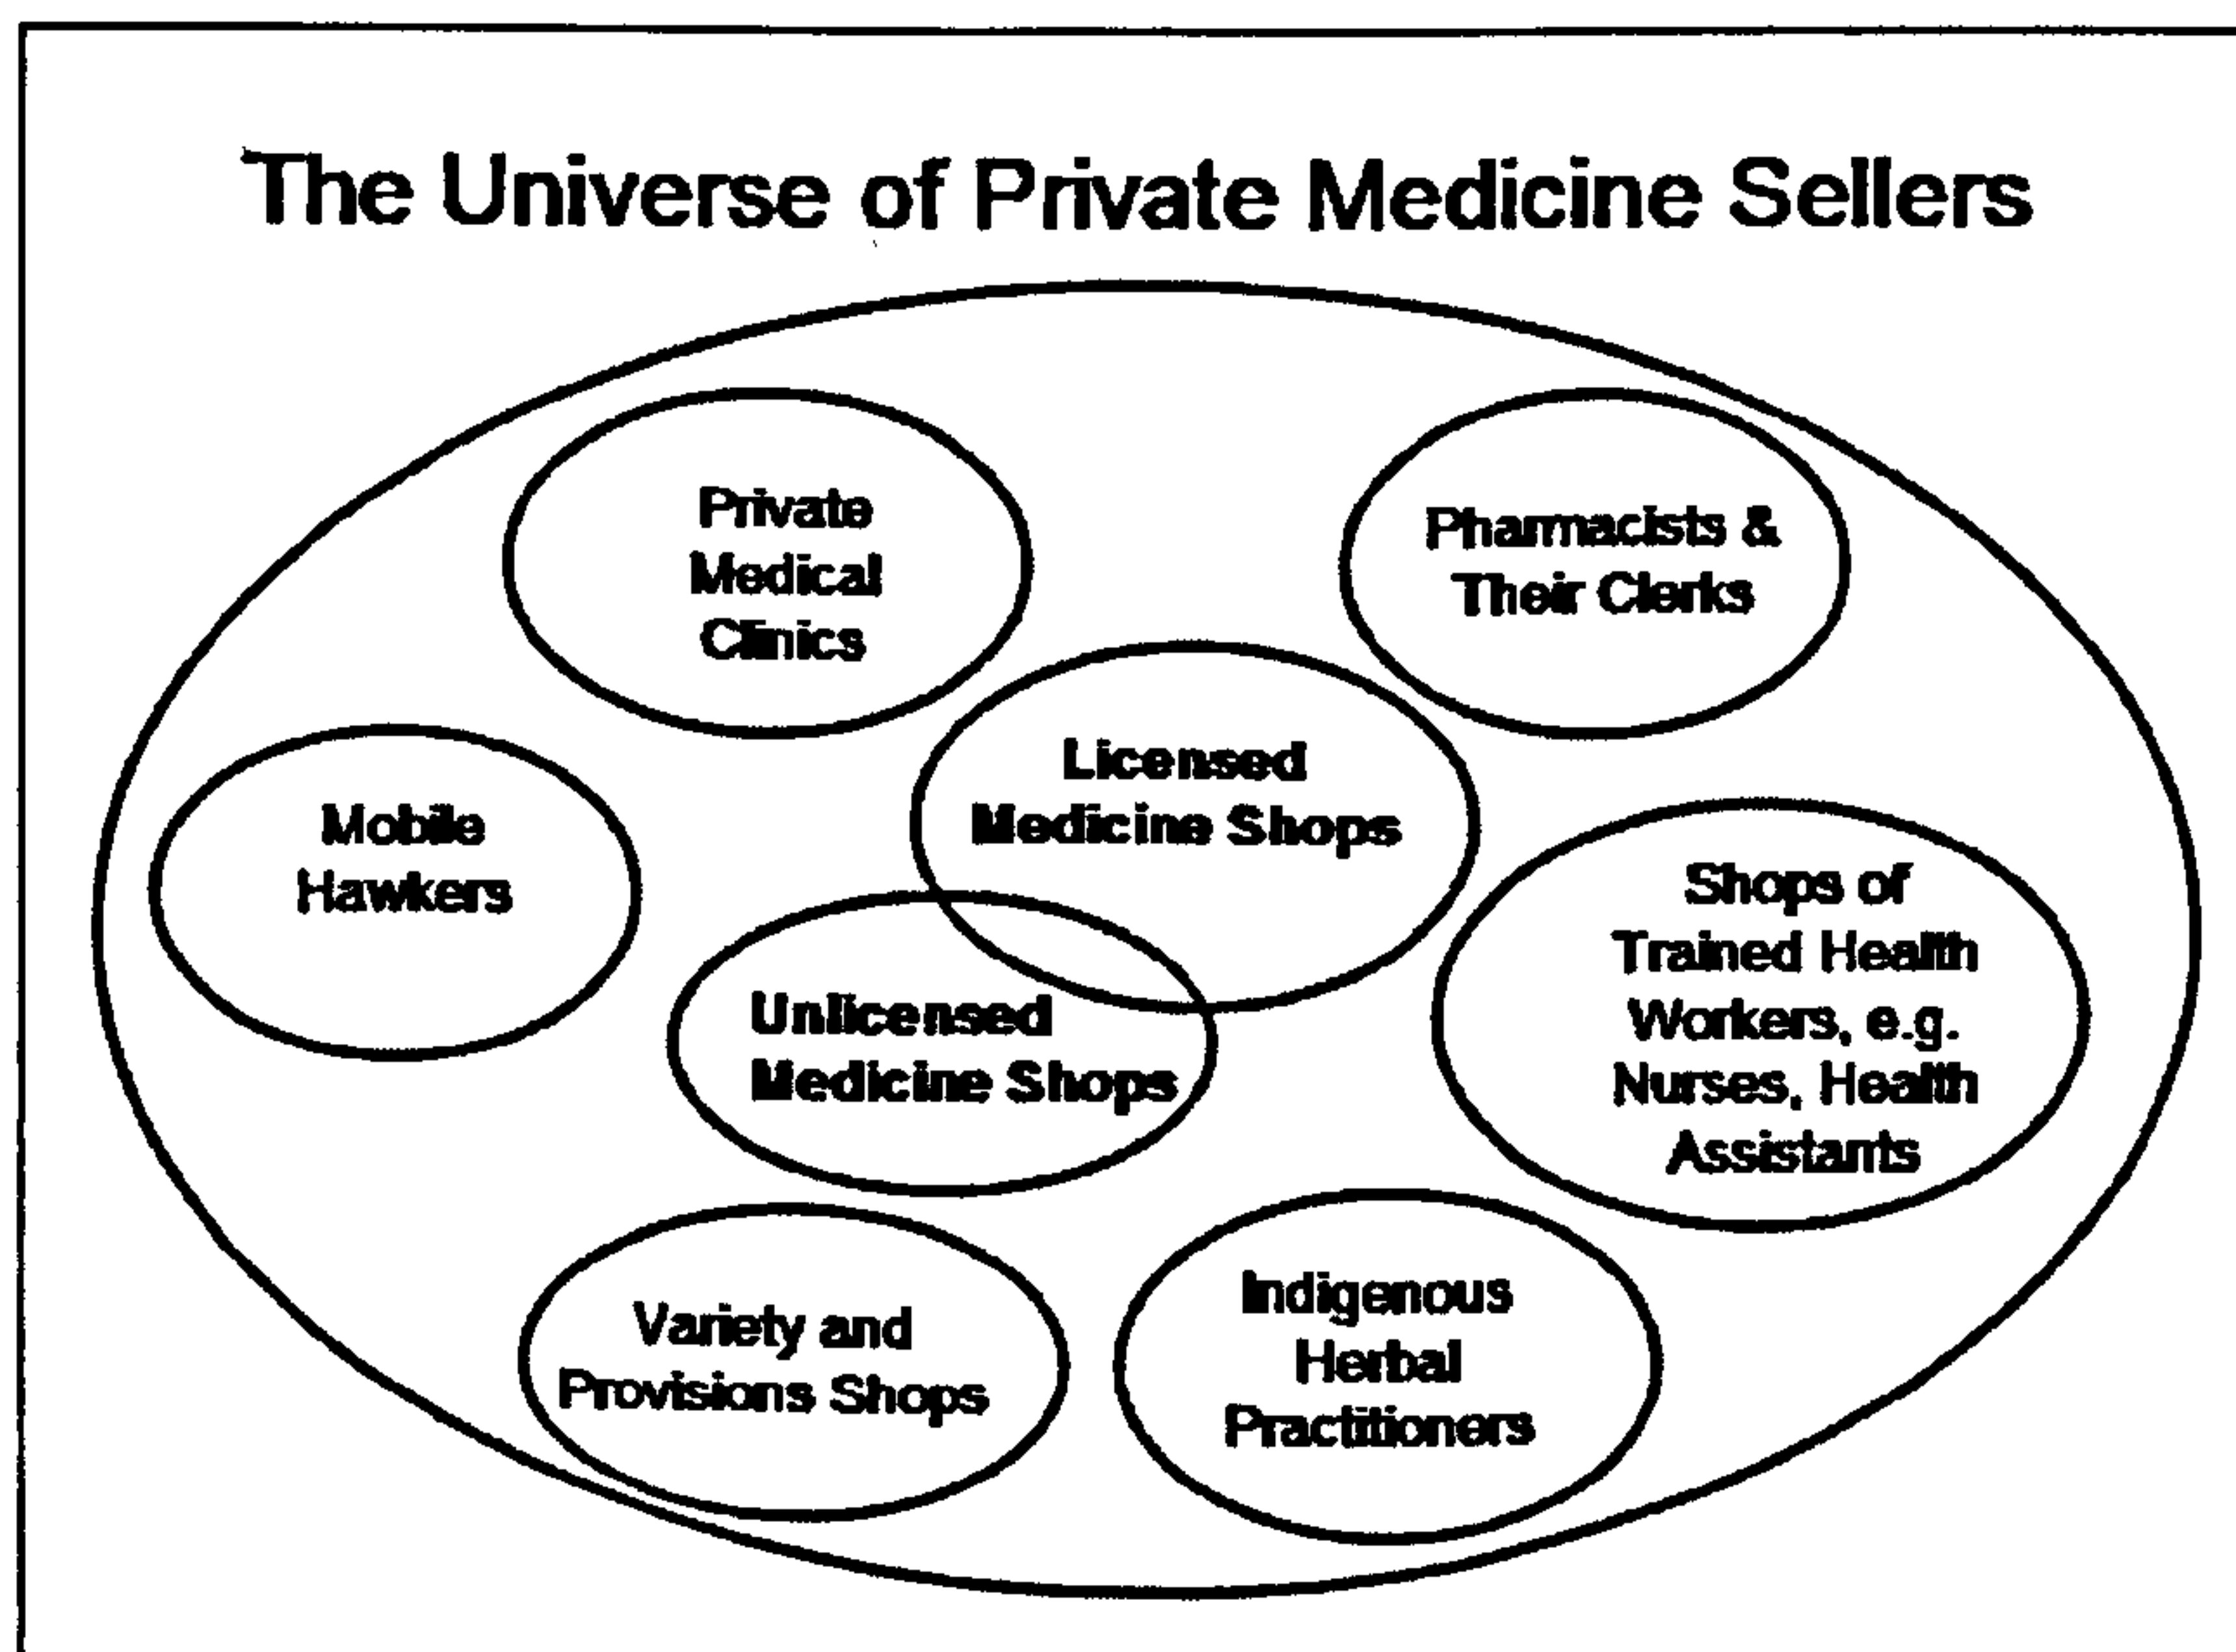 The Universe of Private Medicine Sellers
Private
Medical
Clinics
Pharmacists &
Their Clerks
Licensed
Medicine Shops
Mobile
Hawkers
Shops of
Trained Health
Workers, e.g.
Nurses, Health
Assistants
Unlicensed
Medicine Shops
Variety and
Provisions Shops
Indigenous
Herbal
Practitioners